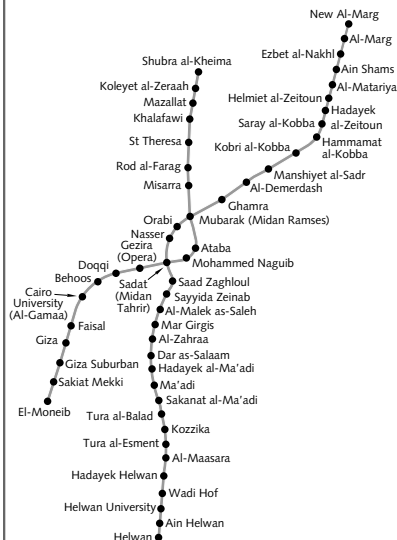 New Al-Marg
Al-Marg
Ezbet al-Nakhl
Ain Shams
Al-Matariya
Helmiet al-Zeitoun
Hadayek
al-Zeitoun
Saray al-Kobba
Hammamat
al-Kobba
Kobri al-Kobba
Manshiyet al-Sadr
Al-Demerdash
Ghamra
Shubra al-Kheima
Koleyet al-Zeraah
Mazallat
Khalafawi
St Theresa
Rod al-Farag
Misarra
Mubarak (Midan Ramses)
Orabi
Nasser
Gezira
(Opera)
Ataba
Mohammed Naguib
Doqqi
Behoos
Sadat
(Midan
Tahrir)
Cairo
University
(Al-Gamaa)
Faisal
Giza
Giza Suburban
Sakiat Mekki
El-Moneib
Saad Zaghloul
Sayyida Zeinab
Al-Malek as-Saleh
Mar Girgis
Al-Zahraa
Dar as-Salaam
Hadayek al-Ma'adi
Ma'adi
Sakanat al-Ma'adi
Tura al-Balad
Kozzika
Tura al-Esment
Al-Maasara
Hadayek Helwan
Wadi Hof
Helwan University
Ain Helwan
Helwan